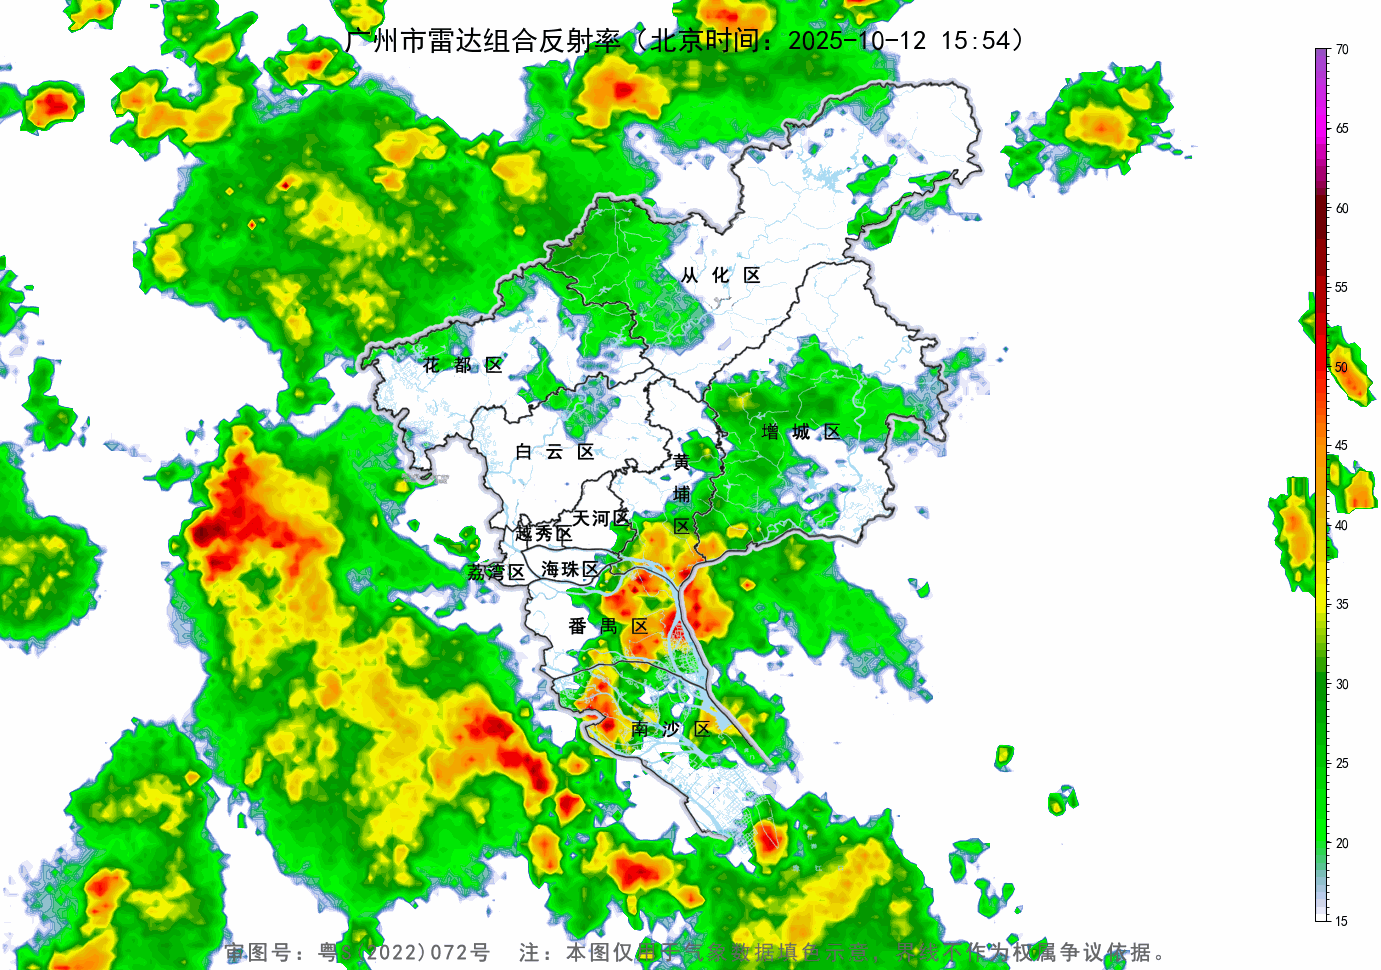 广州市雷达组合反射率（北京时间：2025-10-12 15:54）
70
65
60
55
50
45
40
35
30
25
20
15
从化区
花都区
增城区
白云区
黄埔区
天河区
越秀区
荔湾区
海珠区
番禺区
南沙区
审图号：粤S(2022)072号 注：本图仅用于气象数据填色示意，界线不作为权属争议依据。